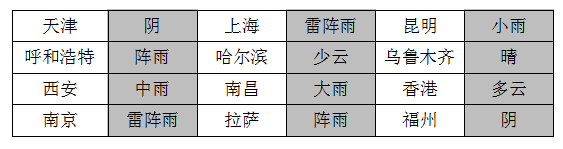 天津 阴 上海 雷阵雨 昆明 小雨
呼和浩特 阵雨 哈尔滨 少云 乌鲁木齐 晴
西安 中雨 南昌 大雨 香港 多云
南京 雷阵雨 拉萨 阵雨 福州 阴